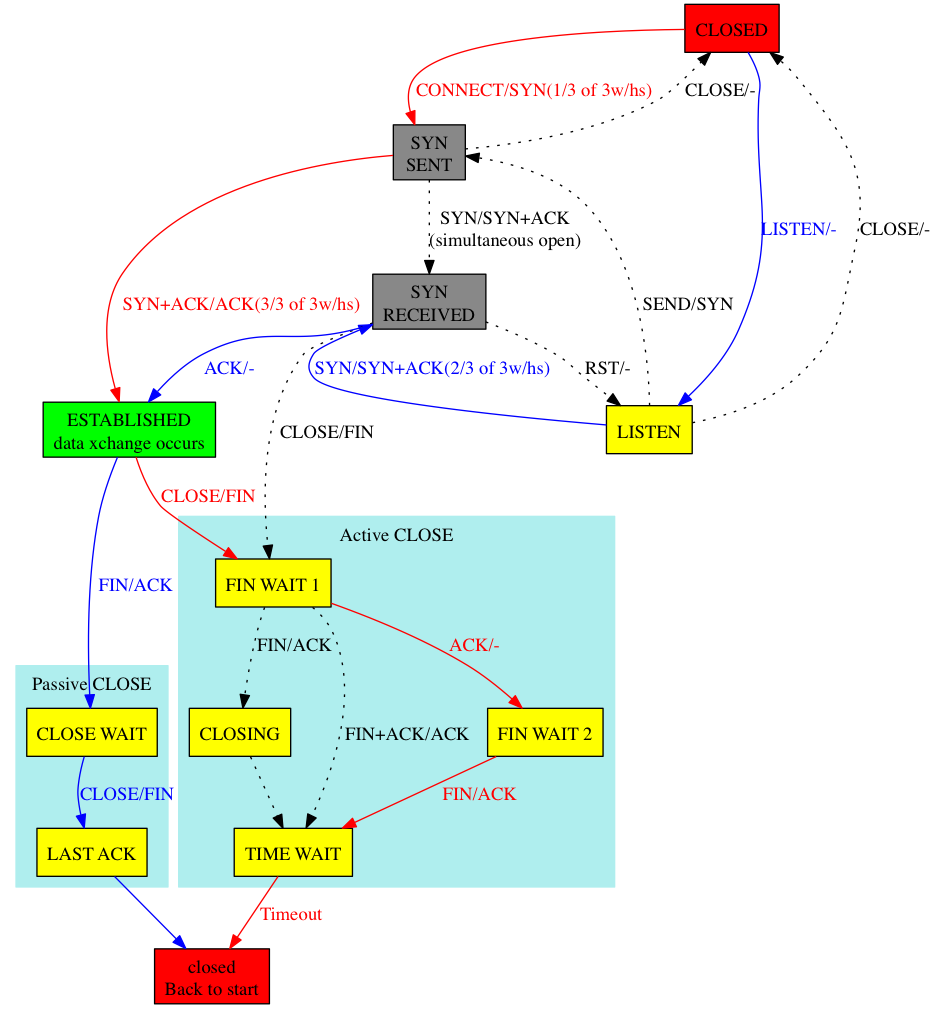 CLOSED
CONNECT/SYN(1/3 of 3w/hs)
CLOSE/-
SYN
SENT
SYN/SYN+ACK
(simultaneous open)
LISTEN/-
CLOSE/-
SYN
RECEIVED
SYN+ACK/ACK(3/3 of 3w/hs)
SEND/SYN
ACK/-
SYN/SYN+ACK(2/3 of 3w/hs)
RST/-
ESTABLISHED
data xchange occurs
CLOSE/FIN
LISTEN
CLOSE/FIN
Active CLOSE
FIN/ACK
FIN WAIT 1
FIN/ACK
ACK/-
Passive CLOSE
CLOSE WAIT
CLOSING
FIN+ACK/ACK
FIN WAIT 2
CLOSE/FIN
FIN/ACK
LAST ACK
TIME WAIT
Timeout
closed
Back to start